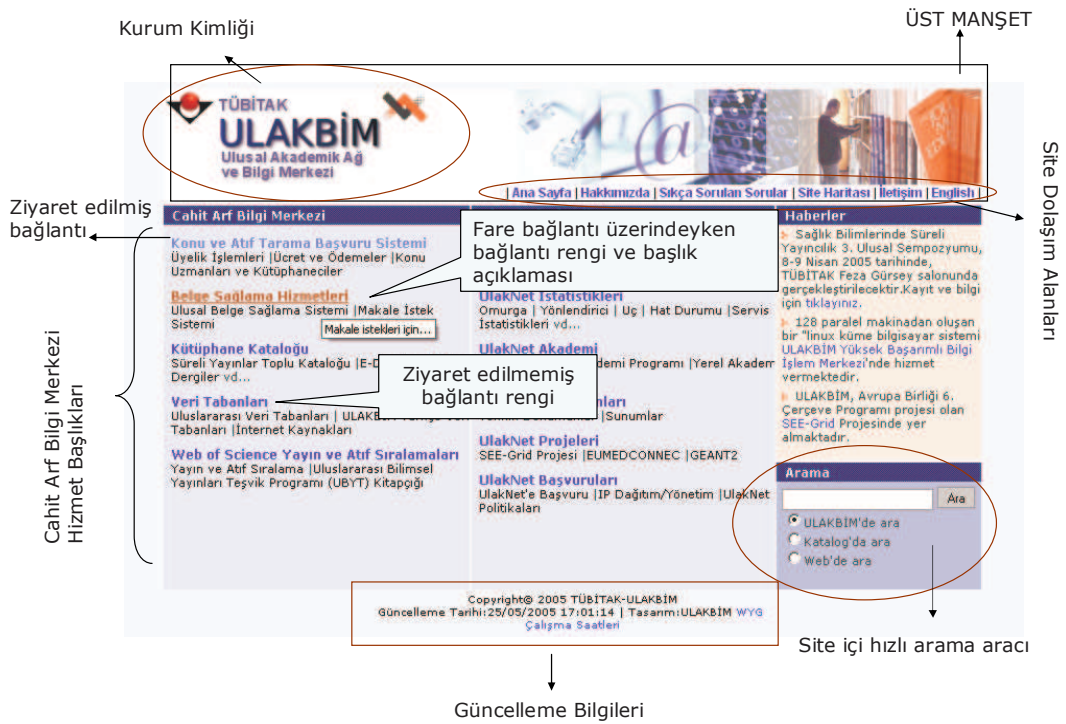 Kurum Kimliği
ÜST MANŞET
TÜBİTAK
ULAKBİM
Ulusal Akademik Ağ
ve Bilgi Merkezi
| Ana Sayfa | Hakkımızda | Sıkça Sorulan Sorular | Site Haritası | İletişim | English |
Site Dolaşım Alanları
Ziyaret edilmiş
bağlantı
Cahit Arf Bilgi Merkezi
Konu ve Atıf Tarama Başvuru Sistemi
Üyelik İşlemleri |Ücret ve Ödemeler |Konu
Uzmanları ve Kütüphaneciler
Belge Sağlama Hizmetleri
Ulusal Belge Sağlama Sistemi |Makale İstek
Sistemi
Makale istekleri için...
Kütüphane Kataloğu
Süreli Yayınlar Toplu Kataloğu |E-D
Dergiler vd...
Veri Tabanları
Uluslararası Veri Tabanları | ULAKBİM
Tabanları |İnternet Kaynakları
Web of Science Yayın ve Atıf Sıralamaları
Yayın ve Atıf Sıralama |Uluslararası Bilimsel
Yayınları Teşvik Programı (UBYT) Kitapçığı
Cahit Arf Bilgi Merkezi
Hizmet Başlıkları
Fare bağlantı üzerindeyken
bağlantı rengi ve başlık
açıklaması
Ziyaret edilmemiş
bağlantı rengi
UlakNet İstatistikleri
Omurga | Yönlendirici | Uç | Hat Durumu |Servis
İstatistikleri vd...
UlakNet Akademi
Programı |Yerel Akadem
|Sunumlar
UlakNet Projeleri
SEE-Grid Projesi |EUMEDCONNEC |GEANT2
UlakNet Başvuruları
UlakNet'e Başvuru |IP Dağıtım/Yönetim |UlakNet
Politikaları
Haberler
Sağlık Bilimlerinde Süreli
Yayıncılık 3. Ulusal Sempozyumu,
8-9 Nisan 2005 tarihinde,
TÜBİTAK Feza Gürsey salonunda
gerçekleştirilecektir.Kayıt ve bilgi
için tıklayınız.
128 paralel makinadan oluşan
bir "linux küme bilgisayar sistemi
ULAKBİM Yüksek Başarımlı Bilgi
İşlem Merkezi'nde hizmet
vermektedir.
ULAKBİM, Avrupa Birliği 6.
Çerçeve Programı projesi olan
SEE-Grid Projesinde yer
almaktadır.
Arama
Ara
ULAKBİM'de ara
Katalog'da ara
Web'de ara
Site içi hızlı arama aracı
Copyright© 2005 TÜBİTAK-ULAKBİM
Güncelleme Tarihi:25/05/2005 17:01:14 | Tasarım:ULAKBİM WYG
Çalışma Saatleri
Güncelleme Bilgileri